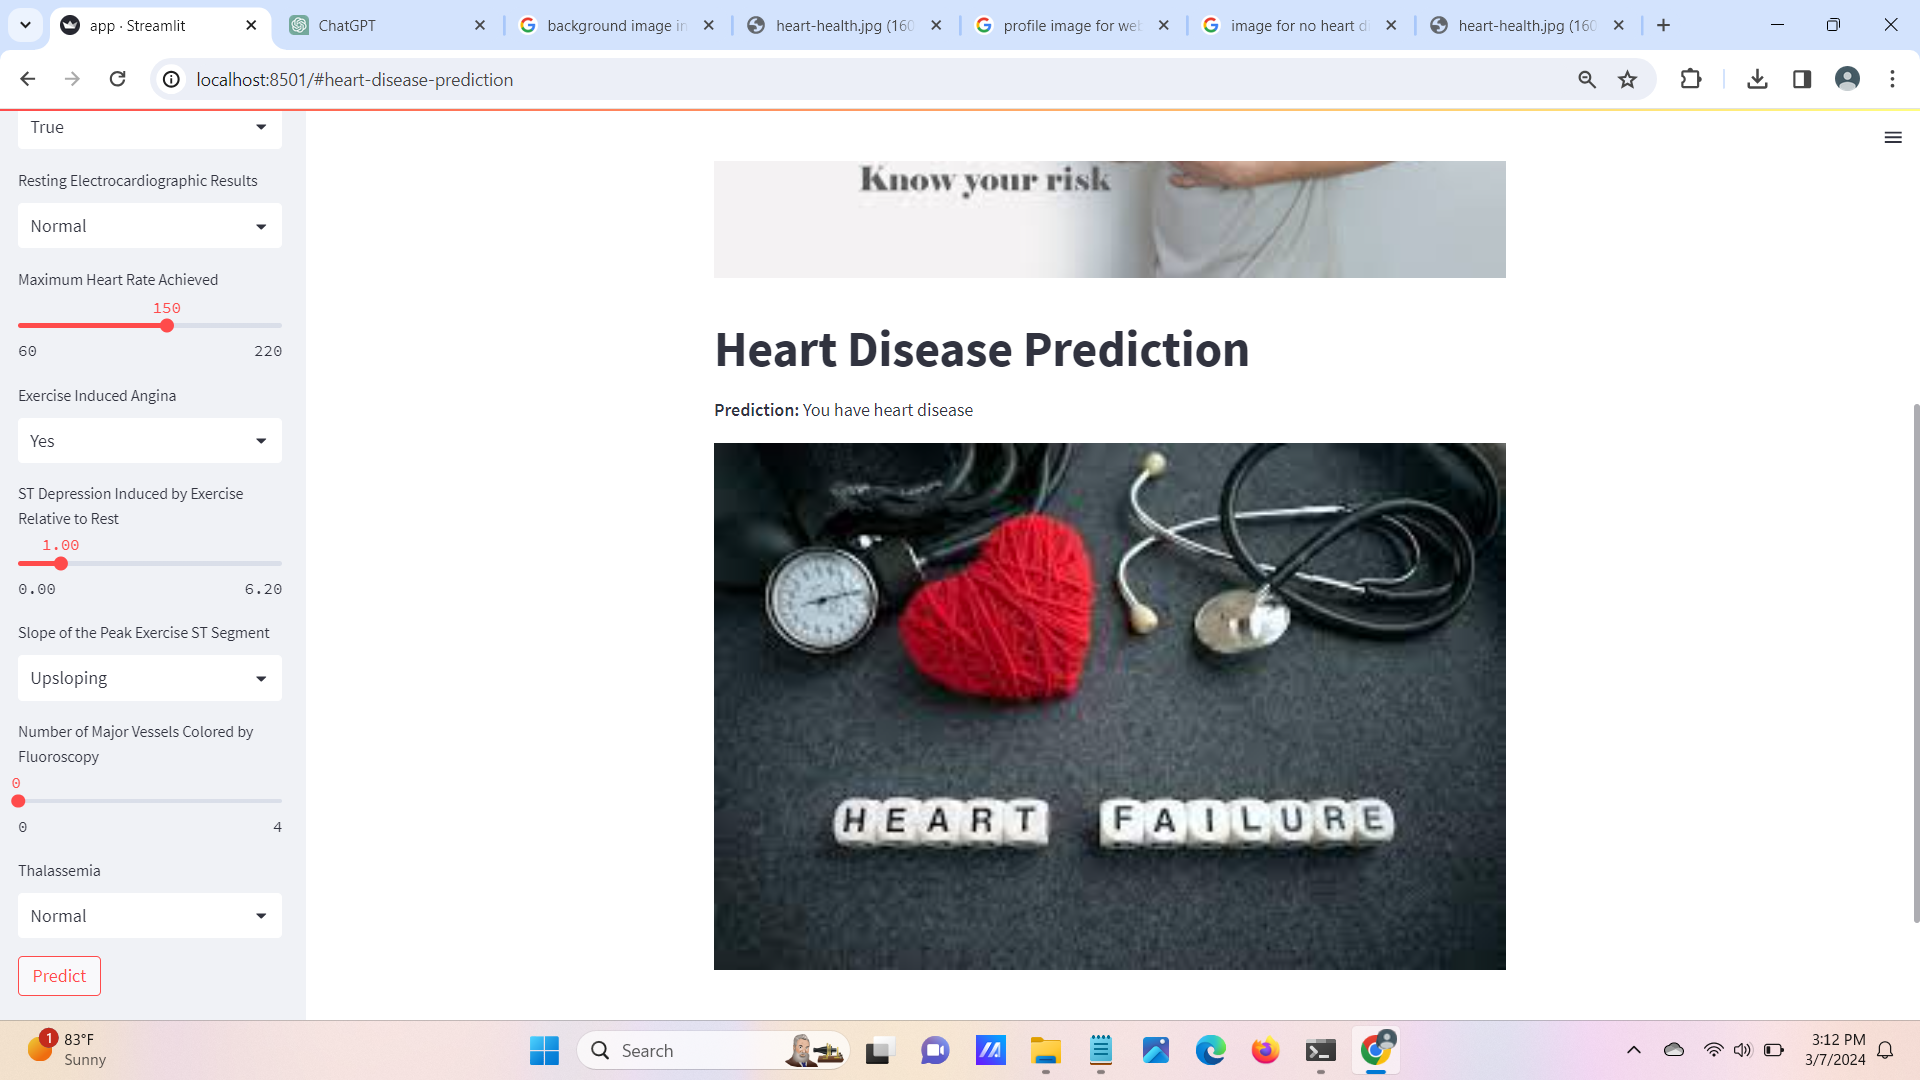 app · Streamlit
ChatGPT
background image in
heart-health.jpg (160
profile image for web
image for no heart di
heart-health.jpg (160
localhost:8501/#heart-disease-prediction
True
Resting Electrocardiographic Results
Normal
Maximum Heart Rate Achieved
150
60 220
Exercise Induced Angina
Yes
ST Depression Induced by Exercise
Relative to Rest
1.00
0.00 6.20
Slope of the Peak Exercise ST Segment
Upsloping
Number of Major Vessels Colored by
Fluoroscopy
0
0 4
Thalassemia
Normal
Predict
Know your risk
Heart Disease Prediction
Prediction: You have heart disease
HEART FAILURE
1
83°F
Sunny
Search
3:12 PM
3/7/2024